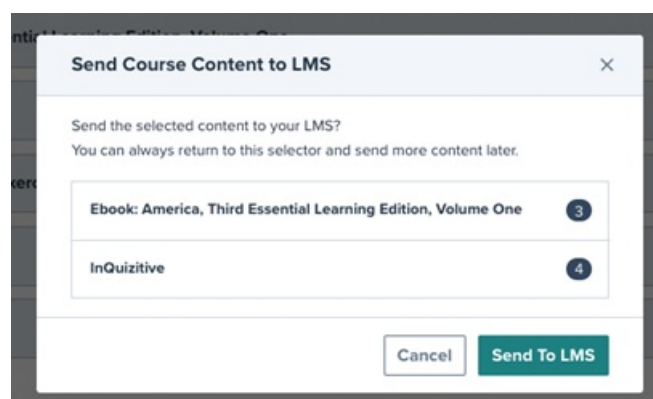 Send Course Content to LMS
Send the selected content to your LMS?
You can always return to this selector and send more content later.
Ebook: America, Third Essential Learning Edition, Volume One 3
InQuizitive 4
Cancel Send To LMS